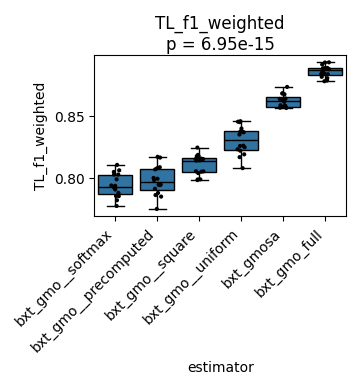 TL_f1_weighted
p = 6.95e-15
TL_f1_weighted
0.85
0.80
bxt_gmo__softmax
bxt_gmo__precomputed
bxt_gmo__square
bxt_gmo__uniform
bxt_gmosa
bxt_gmo_full
estimator